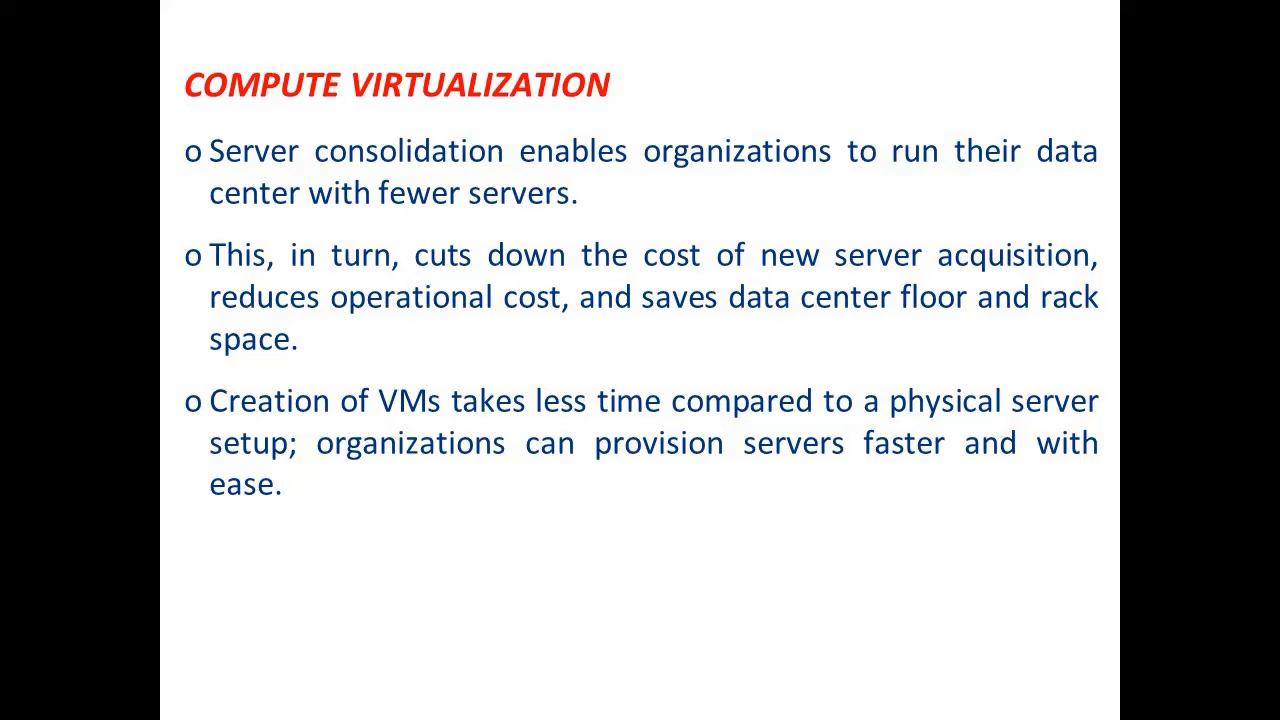 COMPUTE VIRTUALIZATION
o Server consolidation enables organizations to run their data
center with fewer servers.
o This, in turn, cuts down the cost of new server acquisition,
reduces operational cost, and saves data center floor and rack
space.
o Creation of VMs takes less time compared to a physical server
setup; organizations can provision servers faster and with
ease.